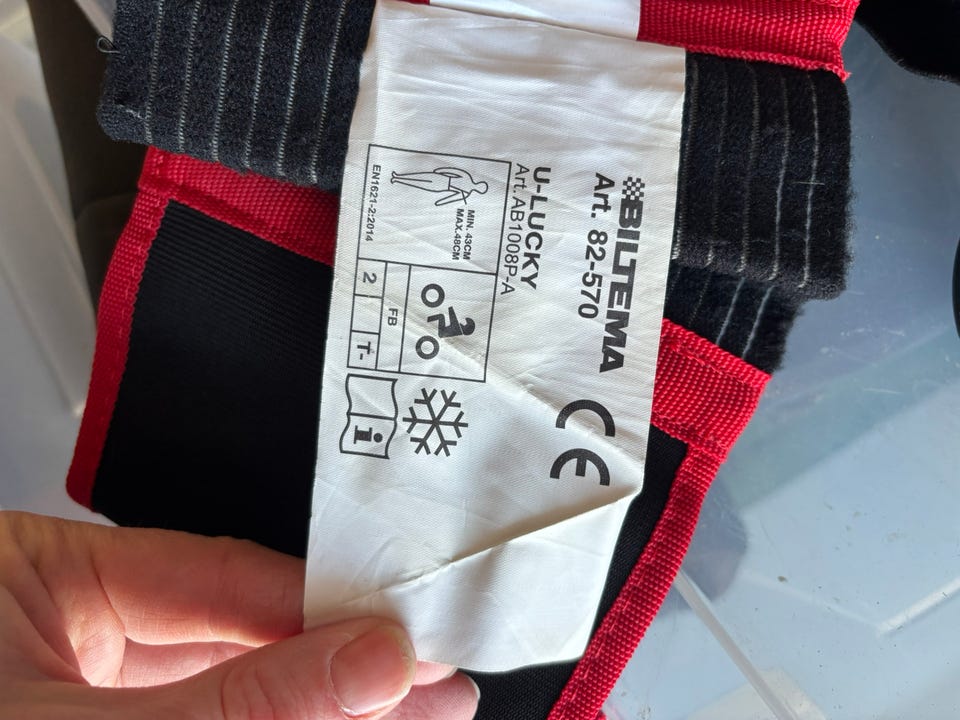 BILTEMA
Art. 82-570
CE
U-LUCKY
Art. AB1008P-A
MIN. 43CM
MAX.48CM
EN1621-2:2014
FB
2
T-
i